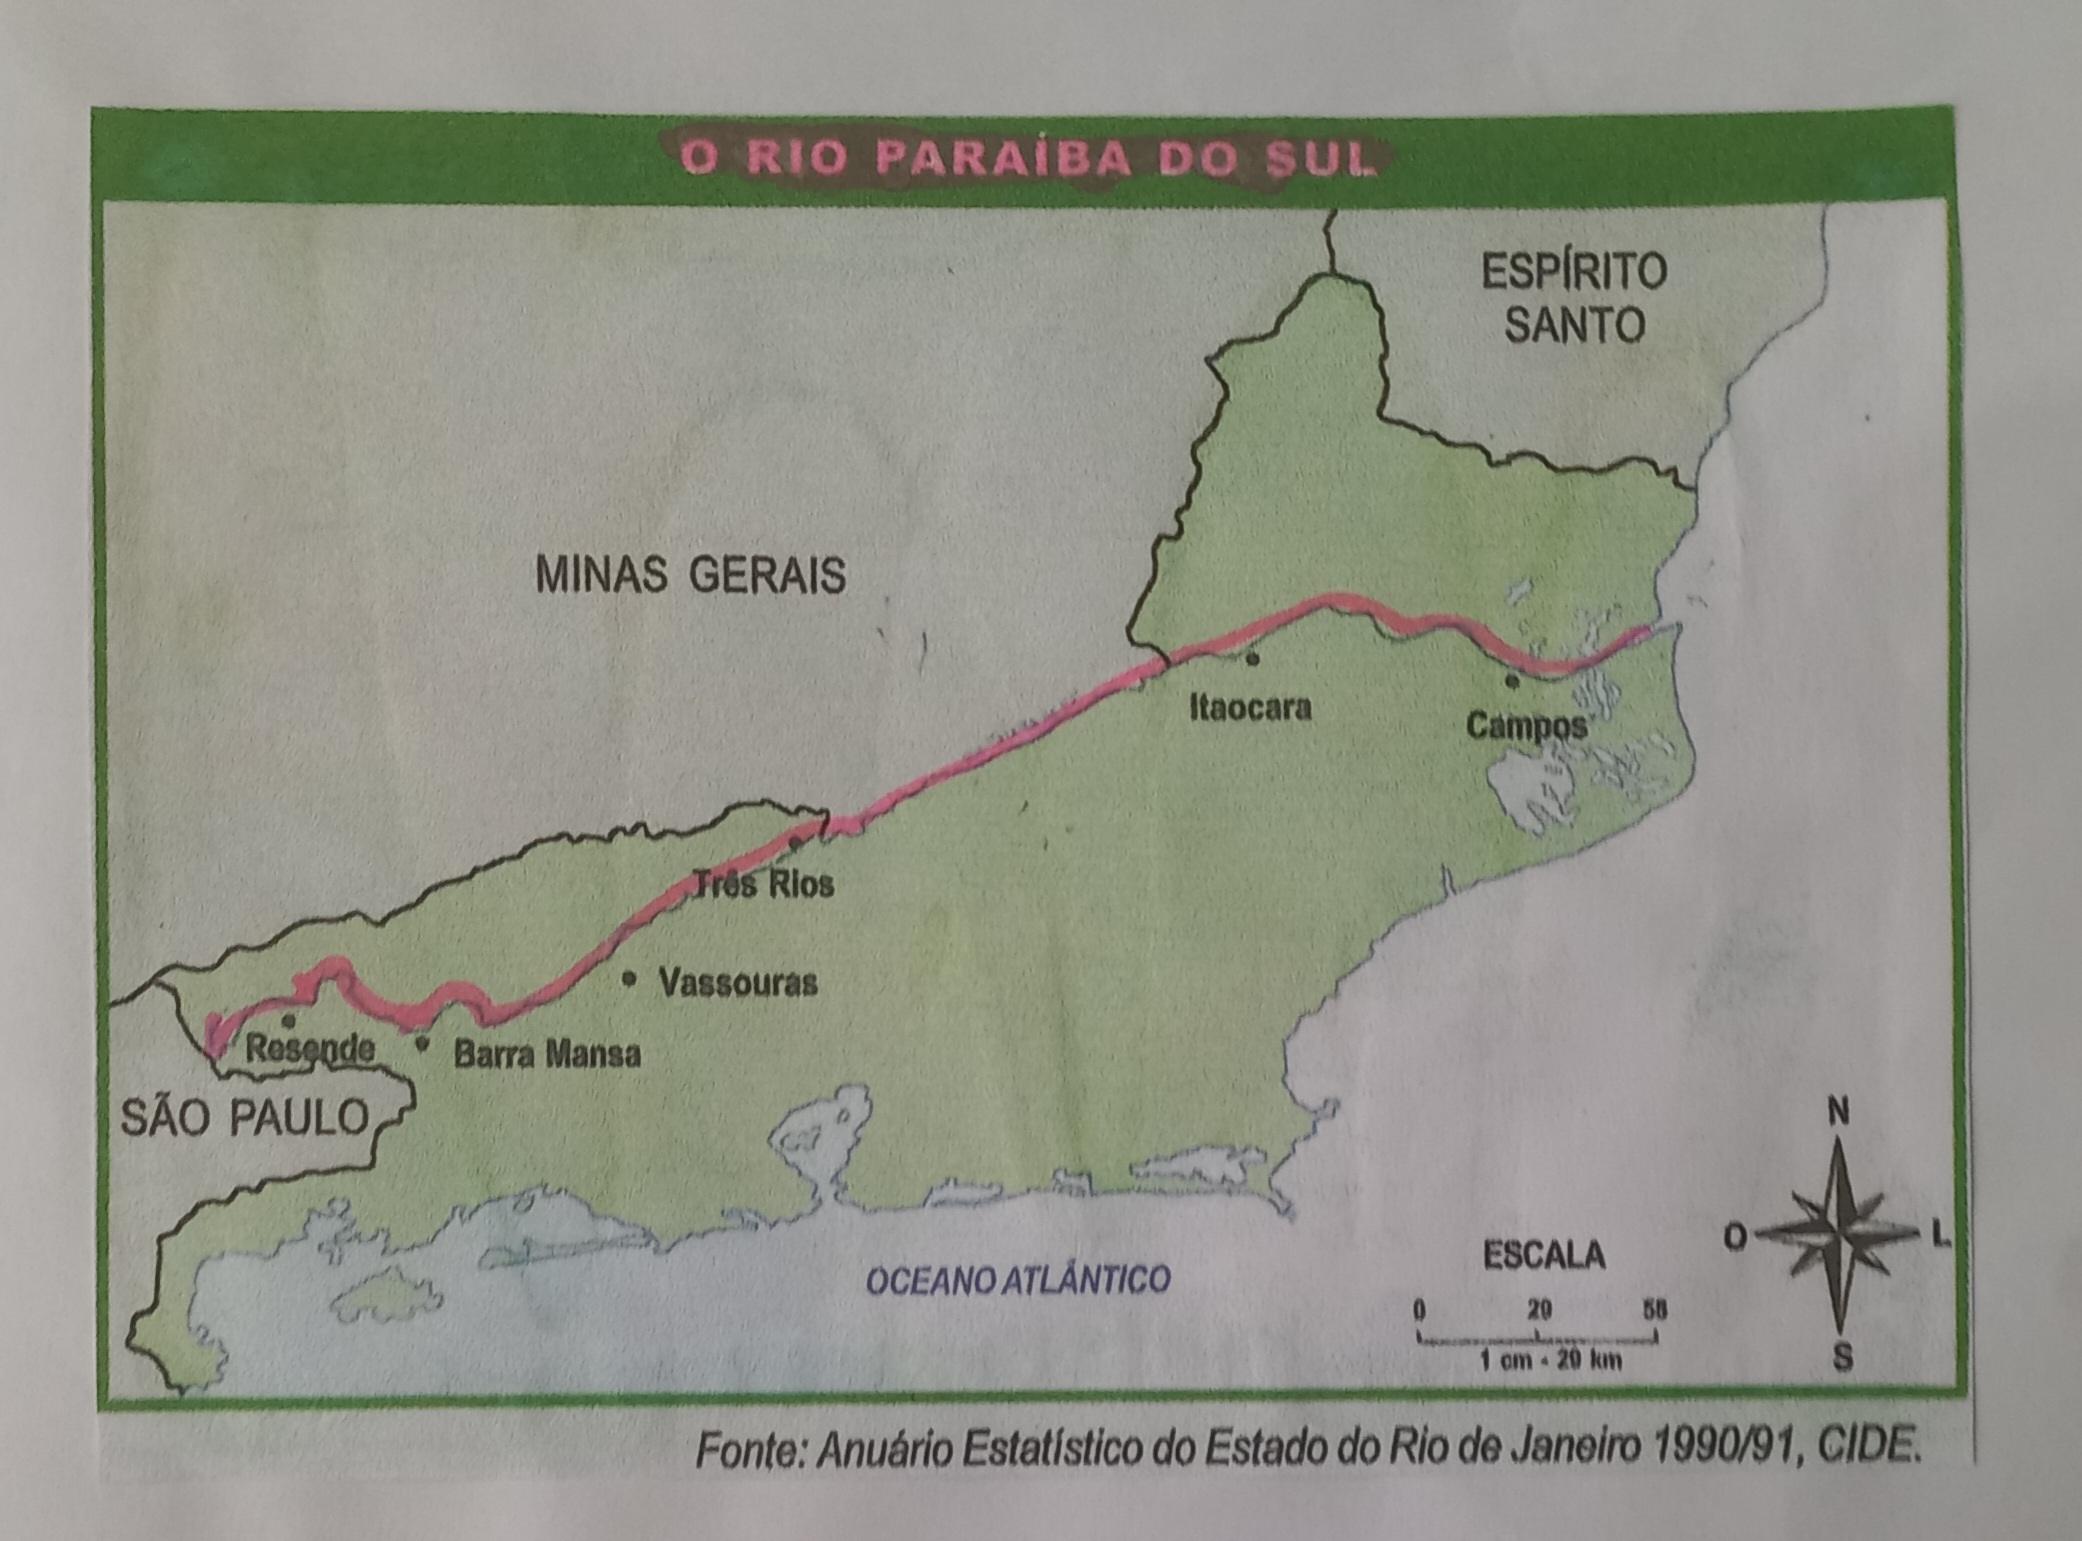 O RIO PARAÍBA DO SUL
ESPÍRITO
SANTO
MINAS GERAIS
Itaocara
Campos
Três Rios
Vassouras
Resende
Barra Mansa
SÃO PAULO
OCEANO ATLÂNTICO
N
O
L
S
ESCALA
0 20 50
1 cm - 20 km
Fonte: Anuário Estatístico do Estado do Rio de Janeiro 1990/91, CIDE.